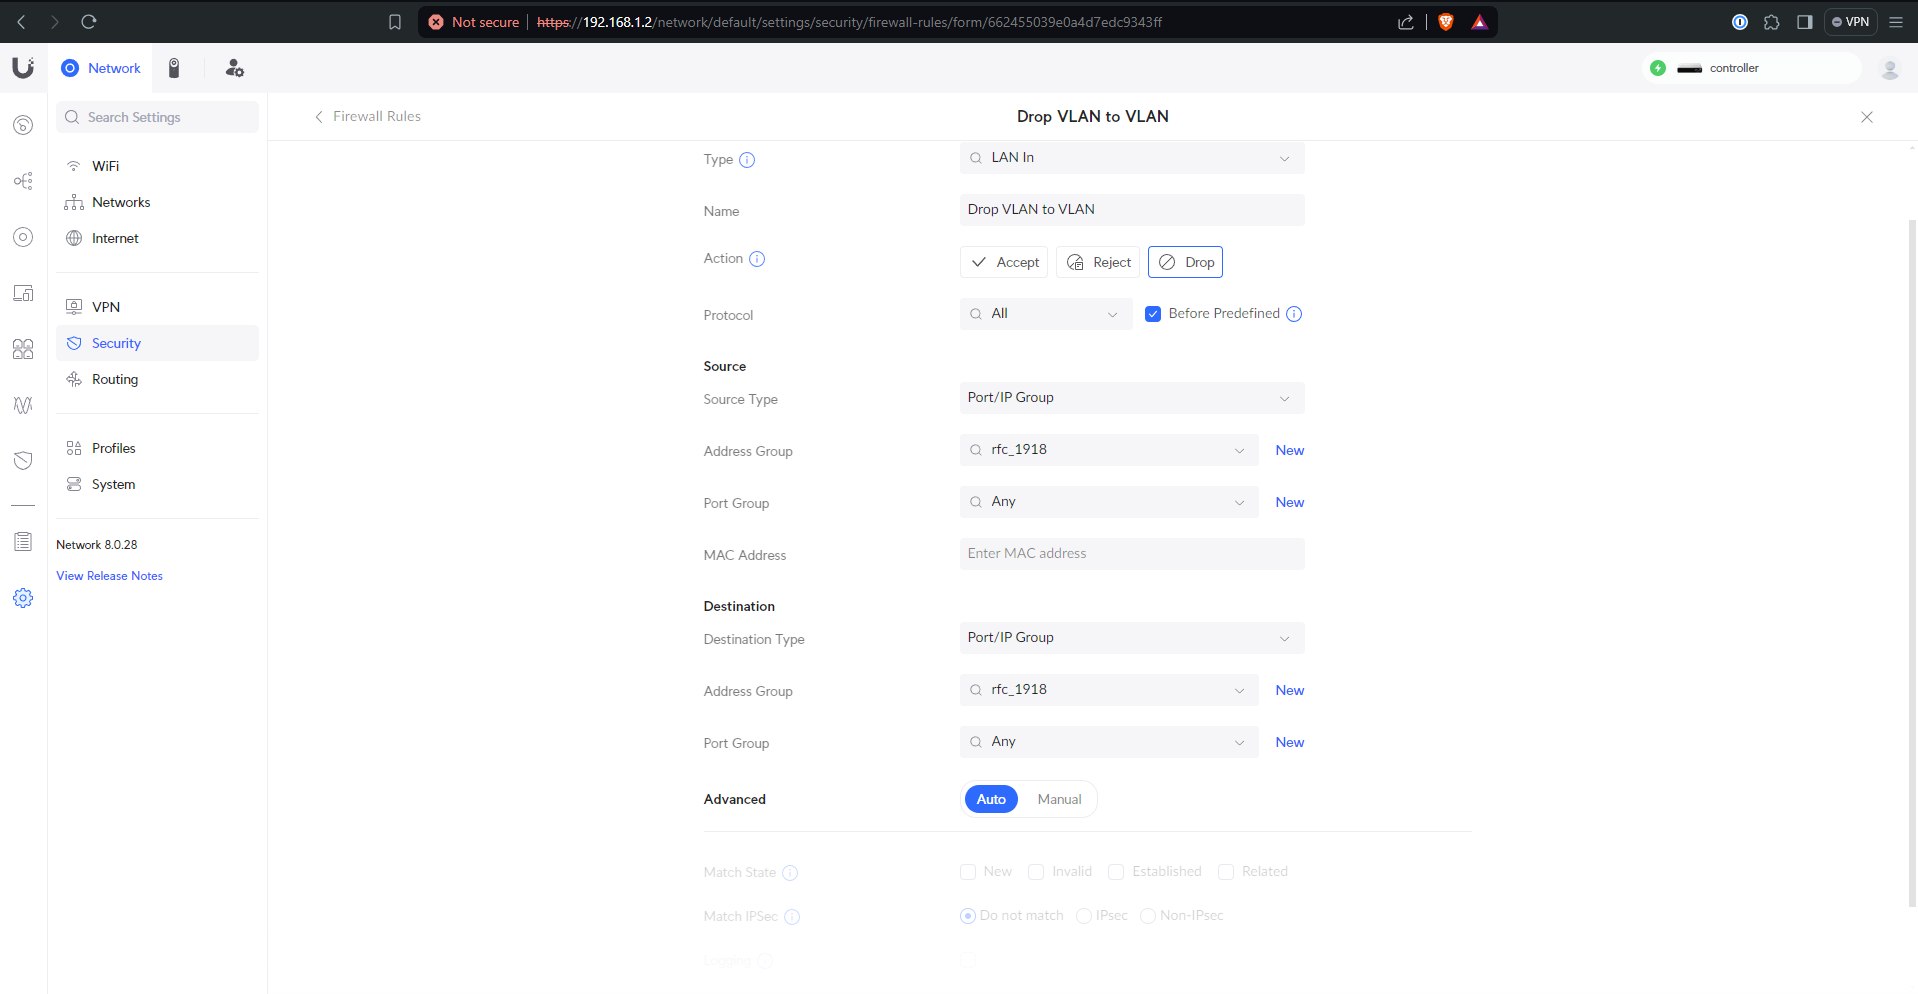 Not secure https://192.168.1.2/network/default/settings/security/firewall-rules/form/662455039e0a4d7edc9343ff VPN
Network controller
Search Settings
WiFi
Networks
Internet
VPN
Security
Routing
Profiles
System
Network 8.0.28
View Release Notes
Firewall Rules Drop VLAN to VLAN
Type LAN In
Name Drop VLAN to VLAN
Action Accept Reject Drop
Protocol All Before Predefined
Source
Source Type Port/IP Group
Address Group rfc_1918 New
Port Group Any New
MAC Address Enter MAC address
Destination
Destination Type Port/IP Group
Address Group rfc_1918 New
Port Group Any New
Advanced Auto Manual
Match State New Invalid Established Related
Match IPSec Do not match IPsec Non-IPsec
Logging